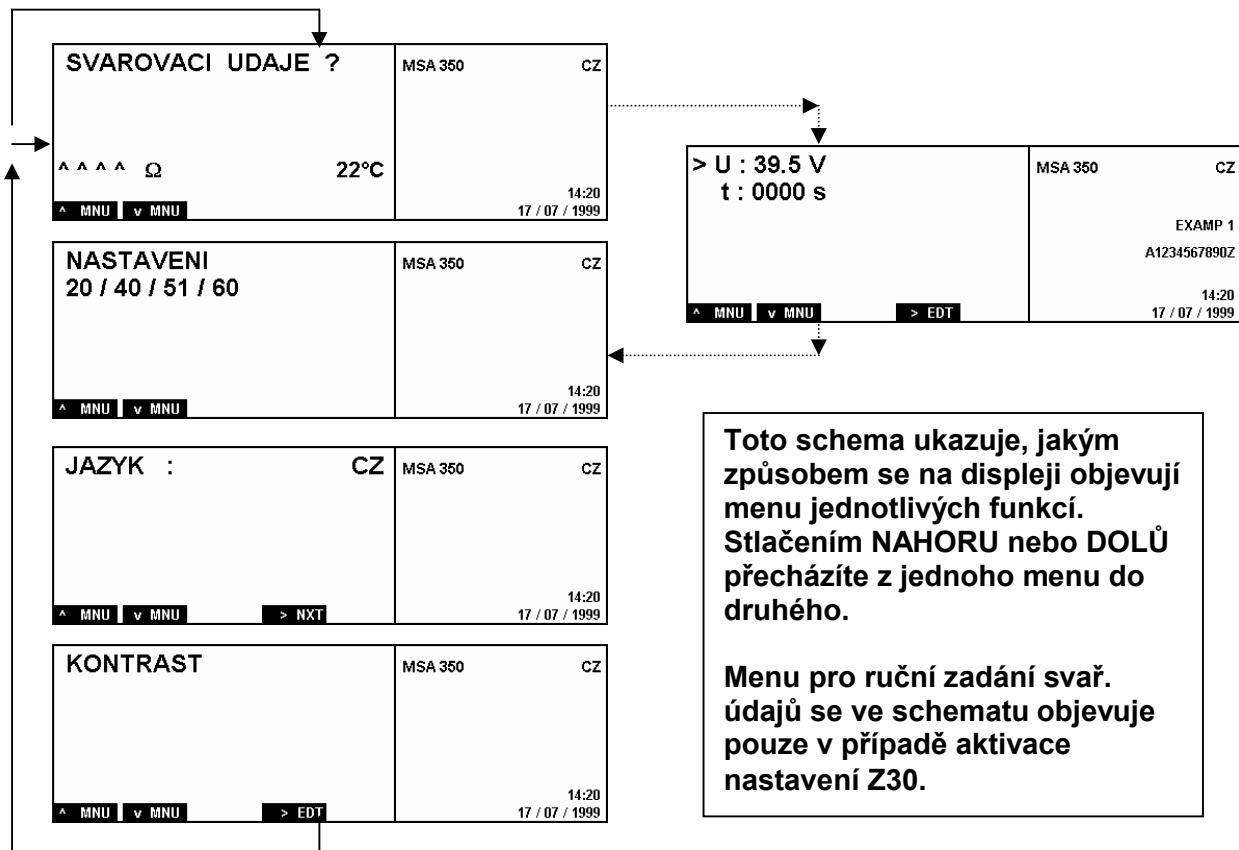 SVAROVACI UDAJE ?
^ ^ ^ ^ Ω 22°C
^ MNU v MNU
MSA 350 CZ
14:20
17 / 07 / 1999
> U : 39.5 V
t : 0000 s
^ MNU v MNU > EDT
MSA 350 CZ
EXAMP 1
A1234567890Z
14:20
17 / 07 / 1999
NASTAVENI
20 / 40 / 51 / 60
^ MNU v MNU
MSA 350 CZ
14:20
17 / 07 / 1999
JAZYK : CZ
^ MNU v MNU > NXT
MSA 350 CZ
14:20
17 / 07 / 1999
KONTRAST
^ MNU v MNU > EDT
MSA 350 CZ
14:20
17 / 07 / 1999
Toto schema ukazuje, jakým
způsobem se na displeji objevují
menu jednotlivých funkcí.
Stlačením NAHORU nebo DOLŮ
přecházíte z jednoho menu do
druhého.
Menu pro ruční zadání svař.
údajů se ve schematu objevuje
pouze v případě aktivace
nastavení Z30.